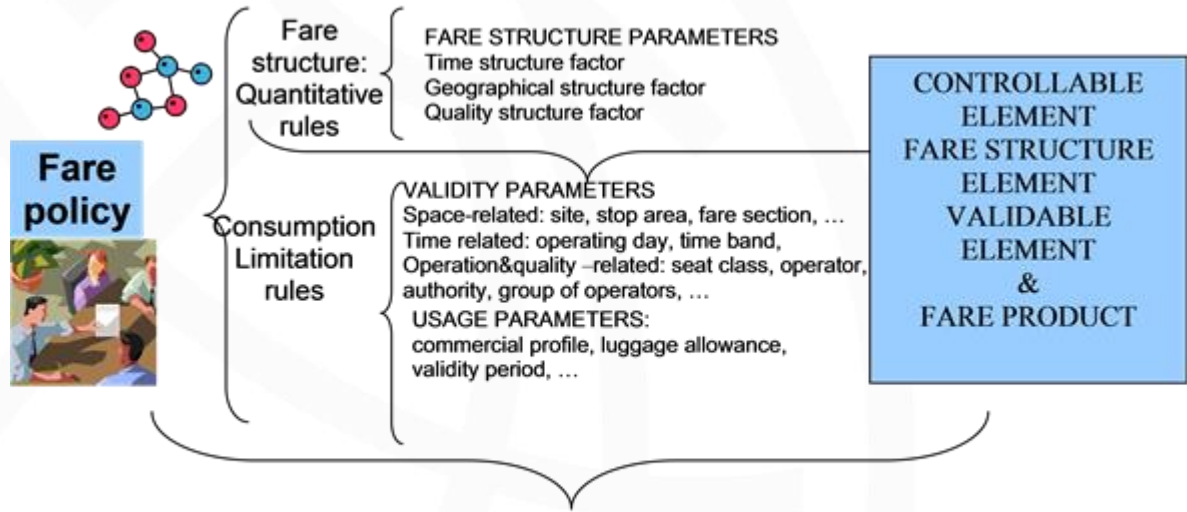 Fare
policy
Fare
structure:
Quantitative
rules
FARE STRUCTURE PARAMETERS
Time structure factor
Geographical structure factor
Quality structure factor
Consumption
Limitation
rules
VALIDITY PARAMETERS
Space-related: site, stop area, fare section, …
Time related: operating day, time band,
Operation&quality –related: seat class, operator,
authority, group of operators, …
USAGE PARAMETERS:
commercial profile, luggage allowance,
validity period, …
CONTROLLABLE
ELEMENT
FARE STRUCTURE
ELEMENT
VALIDABLE
ELEMENT
&
FARE PRODUCT